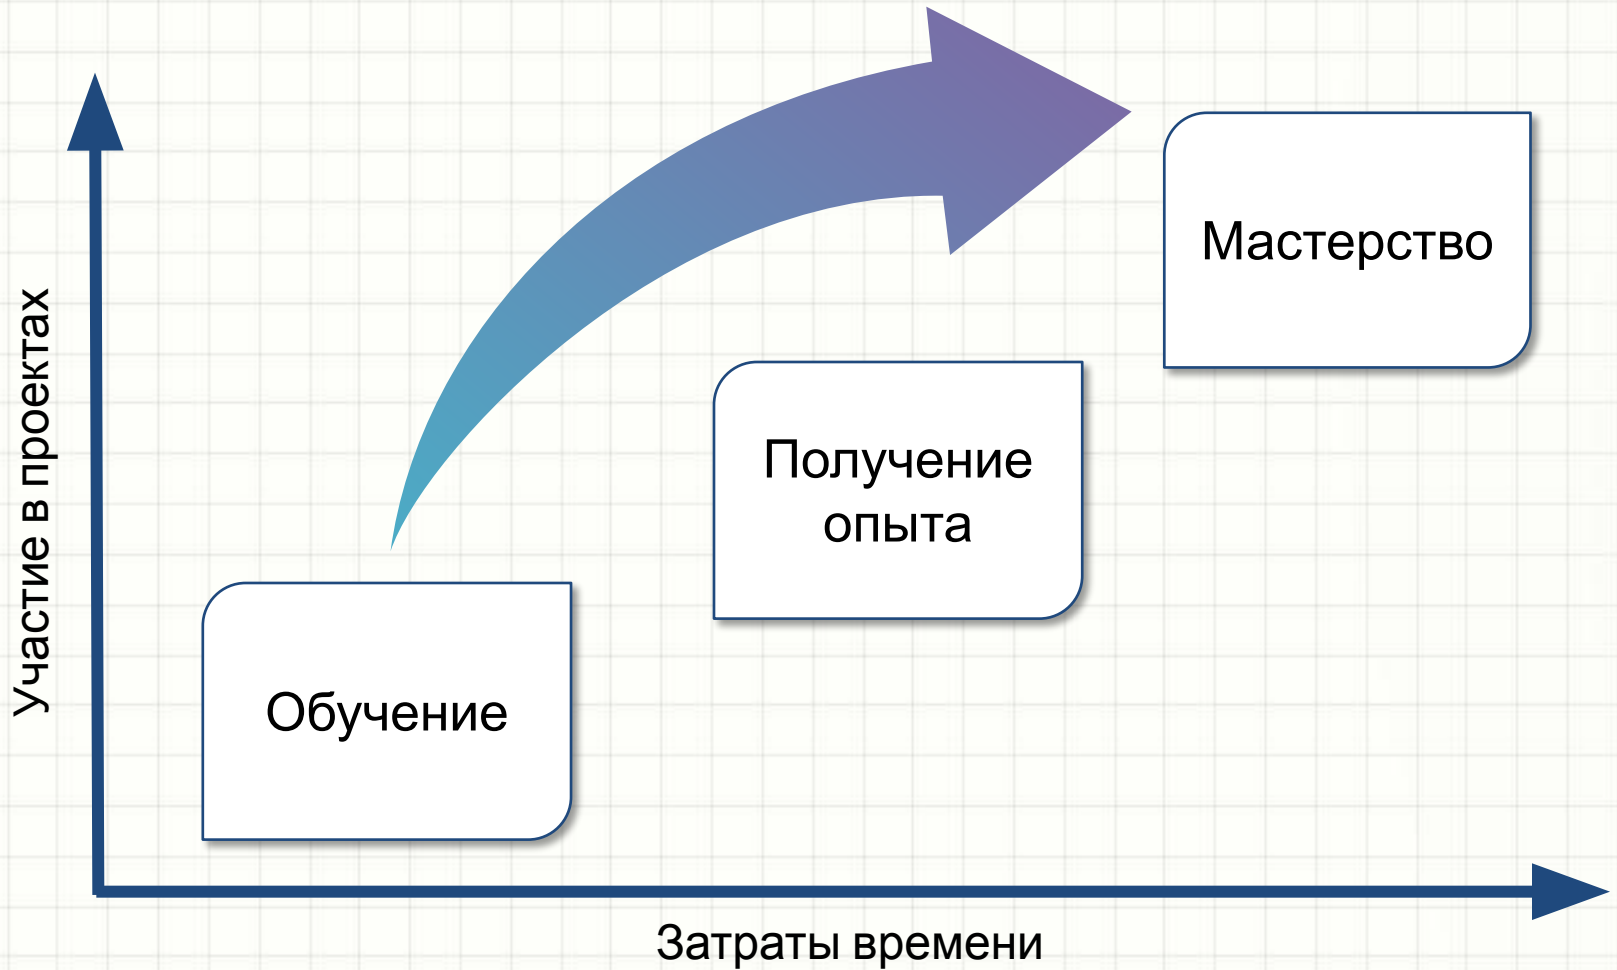 Участие в проектах
Мастерство
Получение
опыта
Обучение
Затраты времени